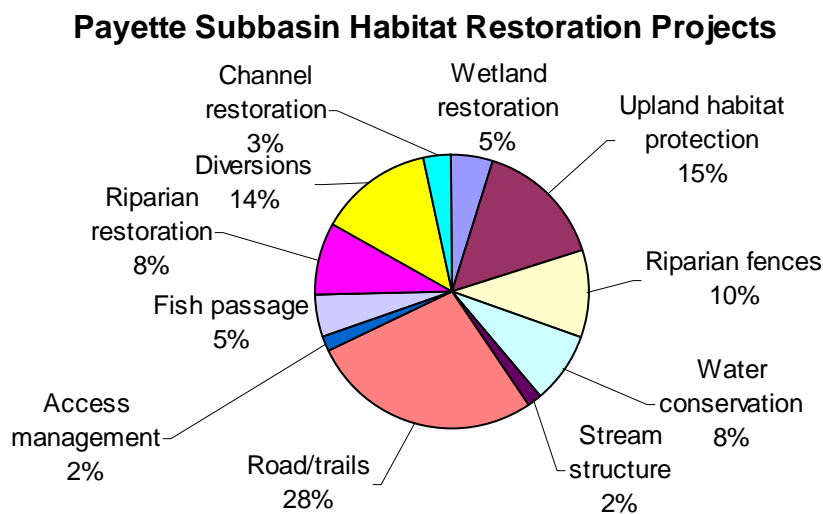 Payette Subbasin Habitat Restoration Projects
Channel
restoration
3%
Wetland
restoration
5%
Upland habitat
protection
15%
Diversions
14%
Riparian
restoration
8%
Riparian fences
10%
Fish passage
5%
Water
conservation
8%
Access
management
2%
Stream
structure
2%
Road/trails
28%